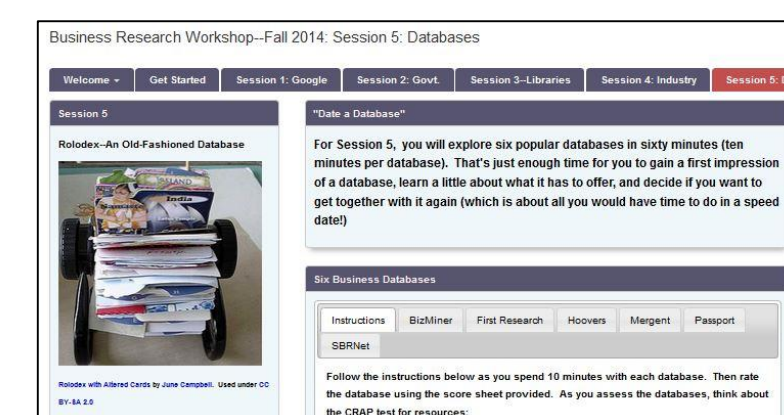 Business Research Workshop--Fall 2014: Session 5: Databases
Welcome
Get Started
Session 1: Google
Session 2: Govt.
Session 3--Libraries
Session 4: Industry
Session 5:
Session 5
Rolodex--An Old-Fashioned Database
India
Rolodex with Altered Cards by June Campbell. Used under CC
BY-SA 2.0
"Date a Database"
For Session 5, you will explore six popular databases in sixty minutes (ten
minutes per database). That's just enough time for you to gain a first impression
of a database, learn a little about what it has to offer, and decide if you want to
get together with it again (which is about all you would have time to do in a speed
date!)
Six Business Databases
Instructions
BizMiner
First Research
Hoovers
Mergent
Passport
SBRNet
Follow the instructions below as you spend 10 minutes with each database. Then rate
the database using the score sheet provided. As you assess the databases, think about
the CRAP test for resources: